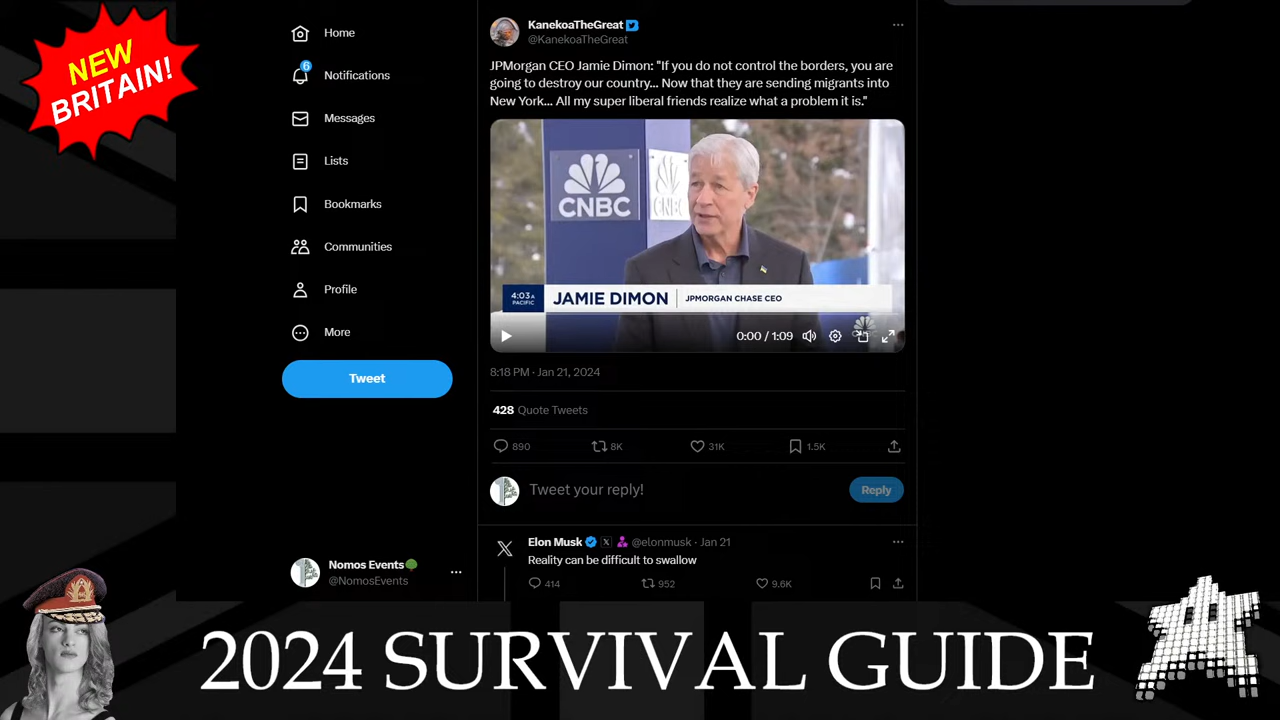 NEW
BRITAIN!
Home
6
Notifications
Messages
Lists
Bookmarks
Communities
Profile
More
Tweet
Nomos Events
@NomosEvents
KanekoaTheGreat
@KanekoaTheGreat
JPMorgan CEO Jamie Dimon: "If you do not control the borders, you are
going to destroy our country... Now that they are sending migrants into
New York... All my super liberal friends realize what a problem it is."
CNBC
CNBC
4:03A
PACIFIC
JAMIE DIMON
JPMORGAN CHASE CEO
0:00 / 1:09
8:18 PM · Jan 21, 2024
428 Quote Tweets
890 8K 31K 1.5K
Tweet your reply!
Reply
Elon Musk @elonmusk · Jan 21
Reality can be difficult to swallow
414 952 9.6K
2024 SURVIVAL GUIDE